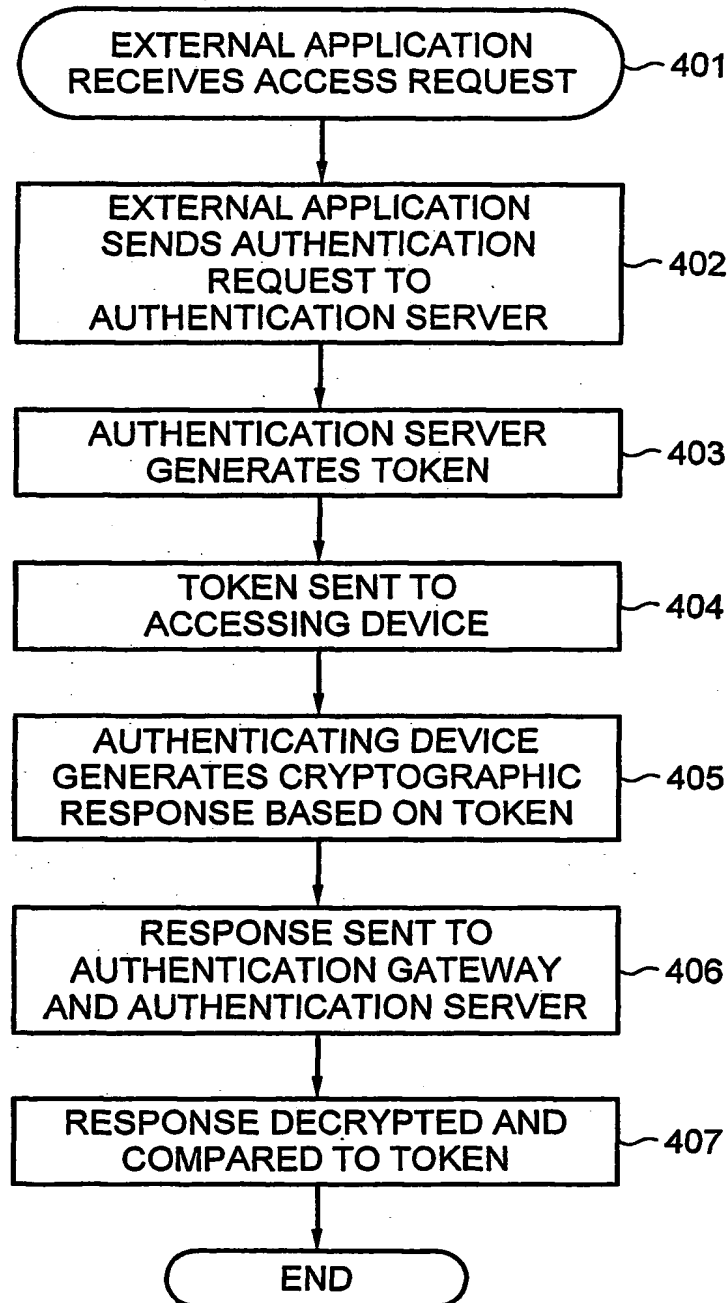 EXTERNAL APPLICATION
RECEIVES ACCESS REQUEST
401
EXTERNAL APPLICATION
SENDS AUTHENTICATION
REQUEST TO
AUTHENTICATION SERVER
402
AUTHENTICATION SERVER
GENERATES TOKEN
403
TOKEN SENT TO
ACCESSING DEVICE
404
AUTHENTICATING DEVICE
GENERATES CRYPTOGRAPHIC
RESPONSE BASED ON TOKEN
405
RESPONSE SENT TO
AUTHENTICATION GATEWAY
AND AUTHENTICATION SERVER
406
RESPONSE DECRYPTED AND
COMPARED TO TOKEN
407
END